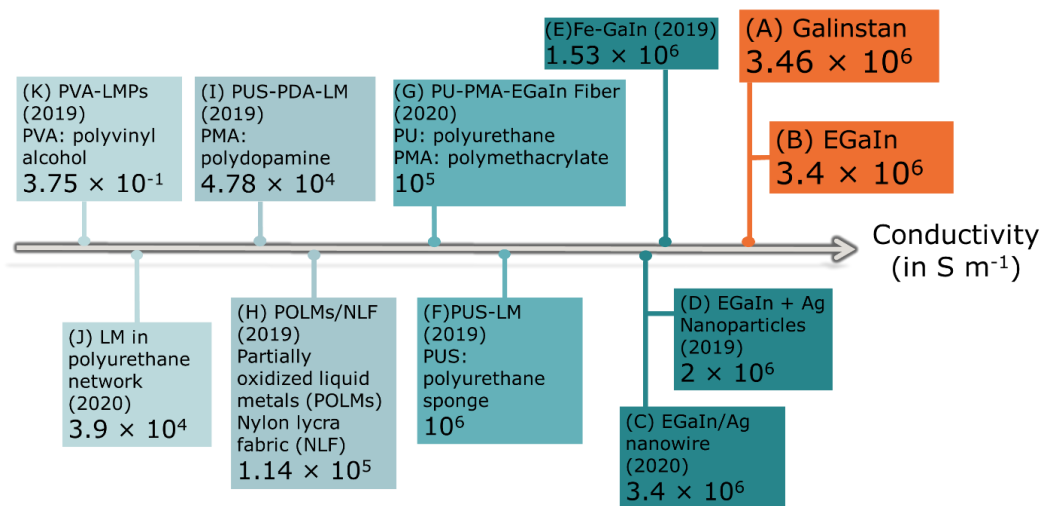 (K) PVA-LMPs
(2019)
PVA: polyvinyl
alcohol
3.75 × 10⁻¹
(I) PUS-PDA-LM
(2019)
PMA:
polydopamine
4.78 × 10⁴
(G) PU-PMA-EGaIn Fiber
(2020)
PU: polyurethane
PMA: polymethacrylate
10⁵
(E)Fe-GaIn (2019)
1.53 × 10⁶
(A) Galinstan
3.46 × 10⁶
(B) EGaIn
3.4 × 10⁶
Conductivity
(in S m⁻¹)
(J) LM in
polyurethane
network
(2020)
3.9 × 10⁴
(H) POLMs/NLF
(2019)
Partially
oxidized liquid
metals (POLMs)
Nylon lycra
fabric (NLF)
1.14 × 10⁵
(F)PUS-LM
(2019)
PUS:
polyurethane
sponge
10⁶
(D) EGaIn + Ag
Nanoparticles
(2019)
2 × 10⁶
(C) EGaIn/Ag
nanowire
(2020)
3.4 × 10⁶